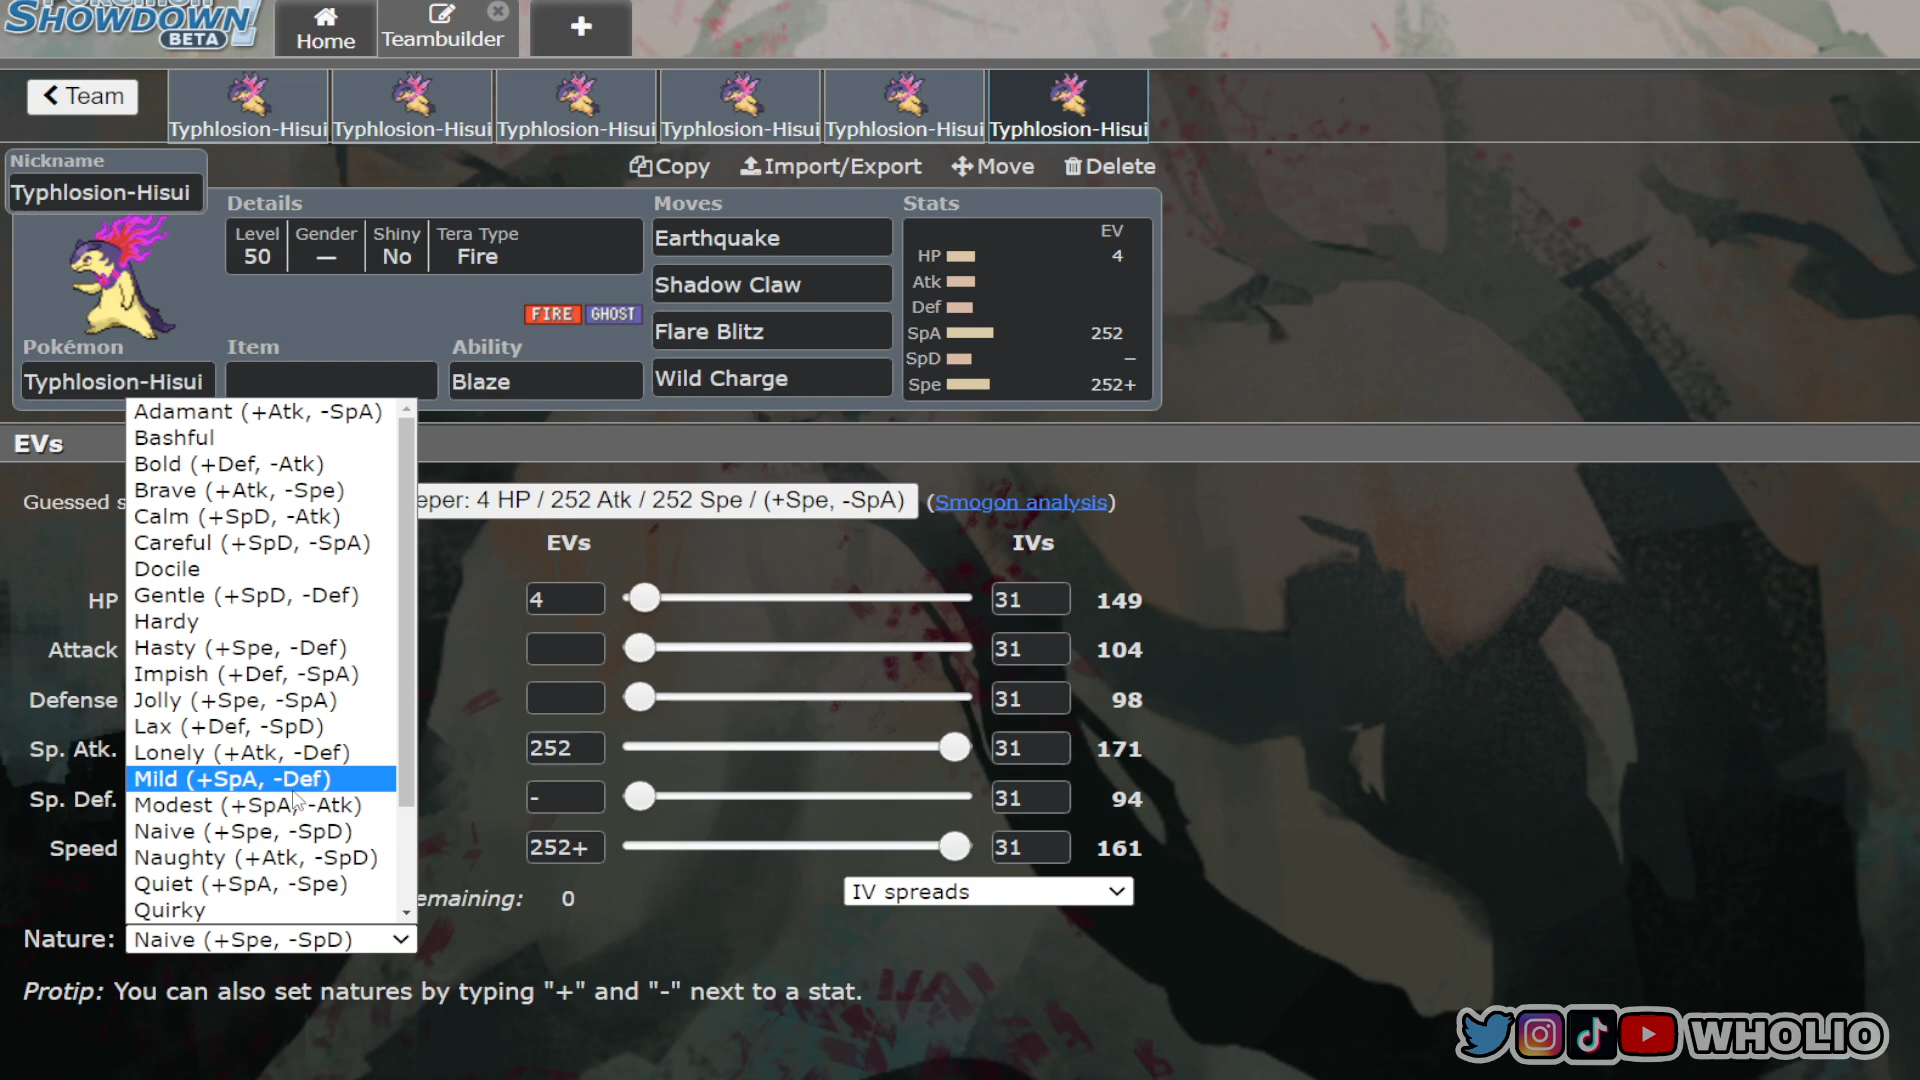 SHOWDOWN
BETA
Home
Teambuilder
Team
Typhlosion-Hisui
Typhlosion-Hisui
Typhlosion-Hisui
Typhlosion-Hisui
Typhlosion-Hisui
Typhlosion-Hisui
Nickname
Typhlosion-Hisui
Copy
Import/Export
Move
Delete
Details
Level
50
Gender
—
Shiny
No
Tera Type
Fire
FIRE GHOST
Pokémon
Typhlosion-Hisui
Item
Ability
Blaze
Moves
Earthquake
Shadow Claw
Flare Blitz
Wild Charge
Stats
EV
HP 4
Atk
Def
SpA 252
SpD –
Spe 252+
EVs
Guessed s
eper: 4 HP / 252 Atk / 252 Spe / (+Spe, -SpA)
(Smogon analysis)
Adamant (+Atk, -SpA)
Bashful
Bold (+Def, -Atk)
Brave (+Atk, -Spe)
Calm (+SpD, -Atk)
Careful (+SpD, -SpA)
Docile
Gentle (+SpD, -Def)
Hardy
Hasty (+Spe, -Def)
Impish (+Def, -SpA)
Jolly (+Spe, -SpA)
Lax (+Def, -SpD)
Lonely (+Atk, -Def)
Mild (+SpA, -Def)
Modest (+SpA, -Atk)
Naive (+Spe, -SpD)
Naughty (+Atk, -SpD)
Quiet (+SpA, -Spe)
Quirky
EVs IVs
HP 4 31 149
Attack 31 104
Defense 31 98
Sp. Atk. 252 31 171
Sp. Def. - 31 94
Speed 252+ 31 161
emaining: 0
IV spreads
Nature: Naive (+Spe, -SpD)
Protip: You can also set natures by typing "+" and "-" next to a stat.
WHOLIO